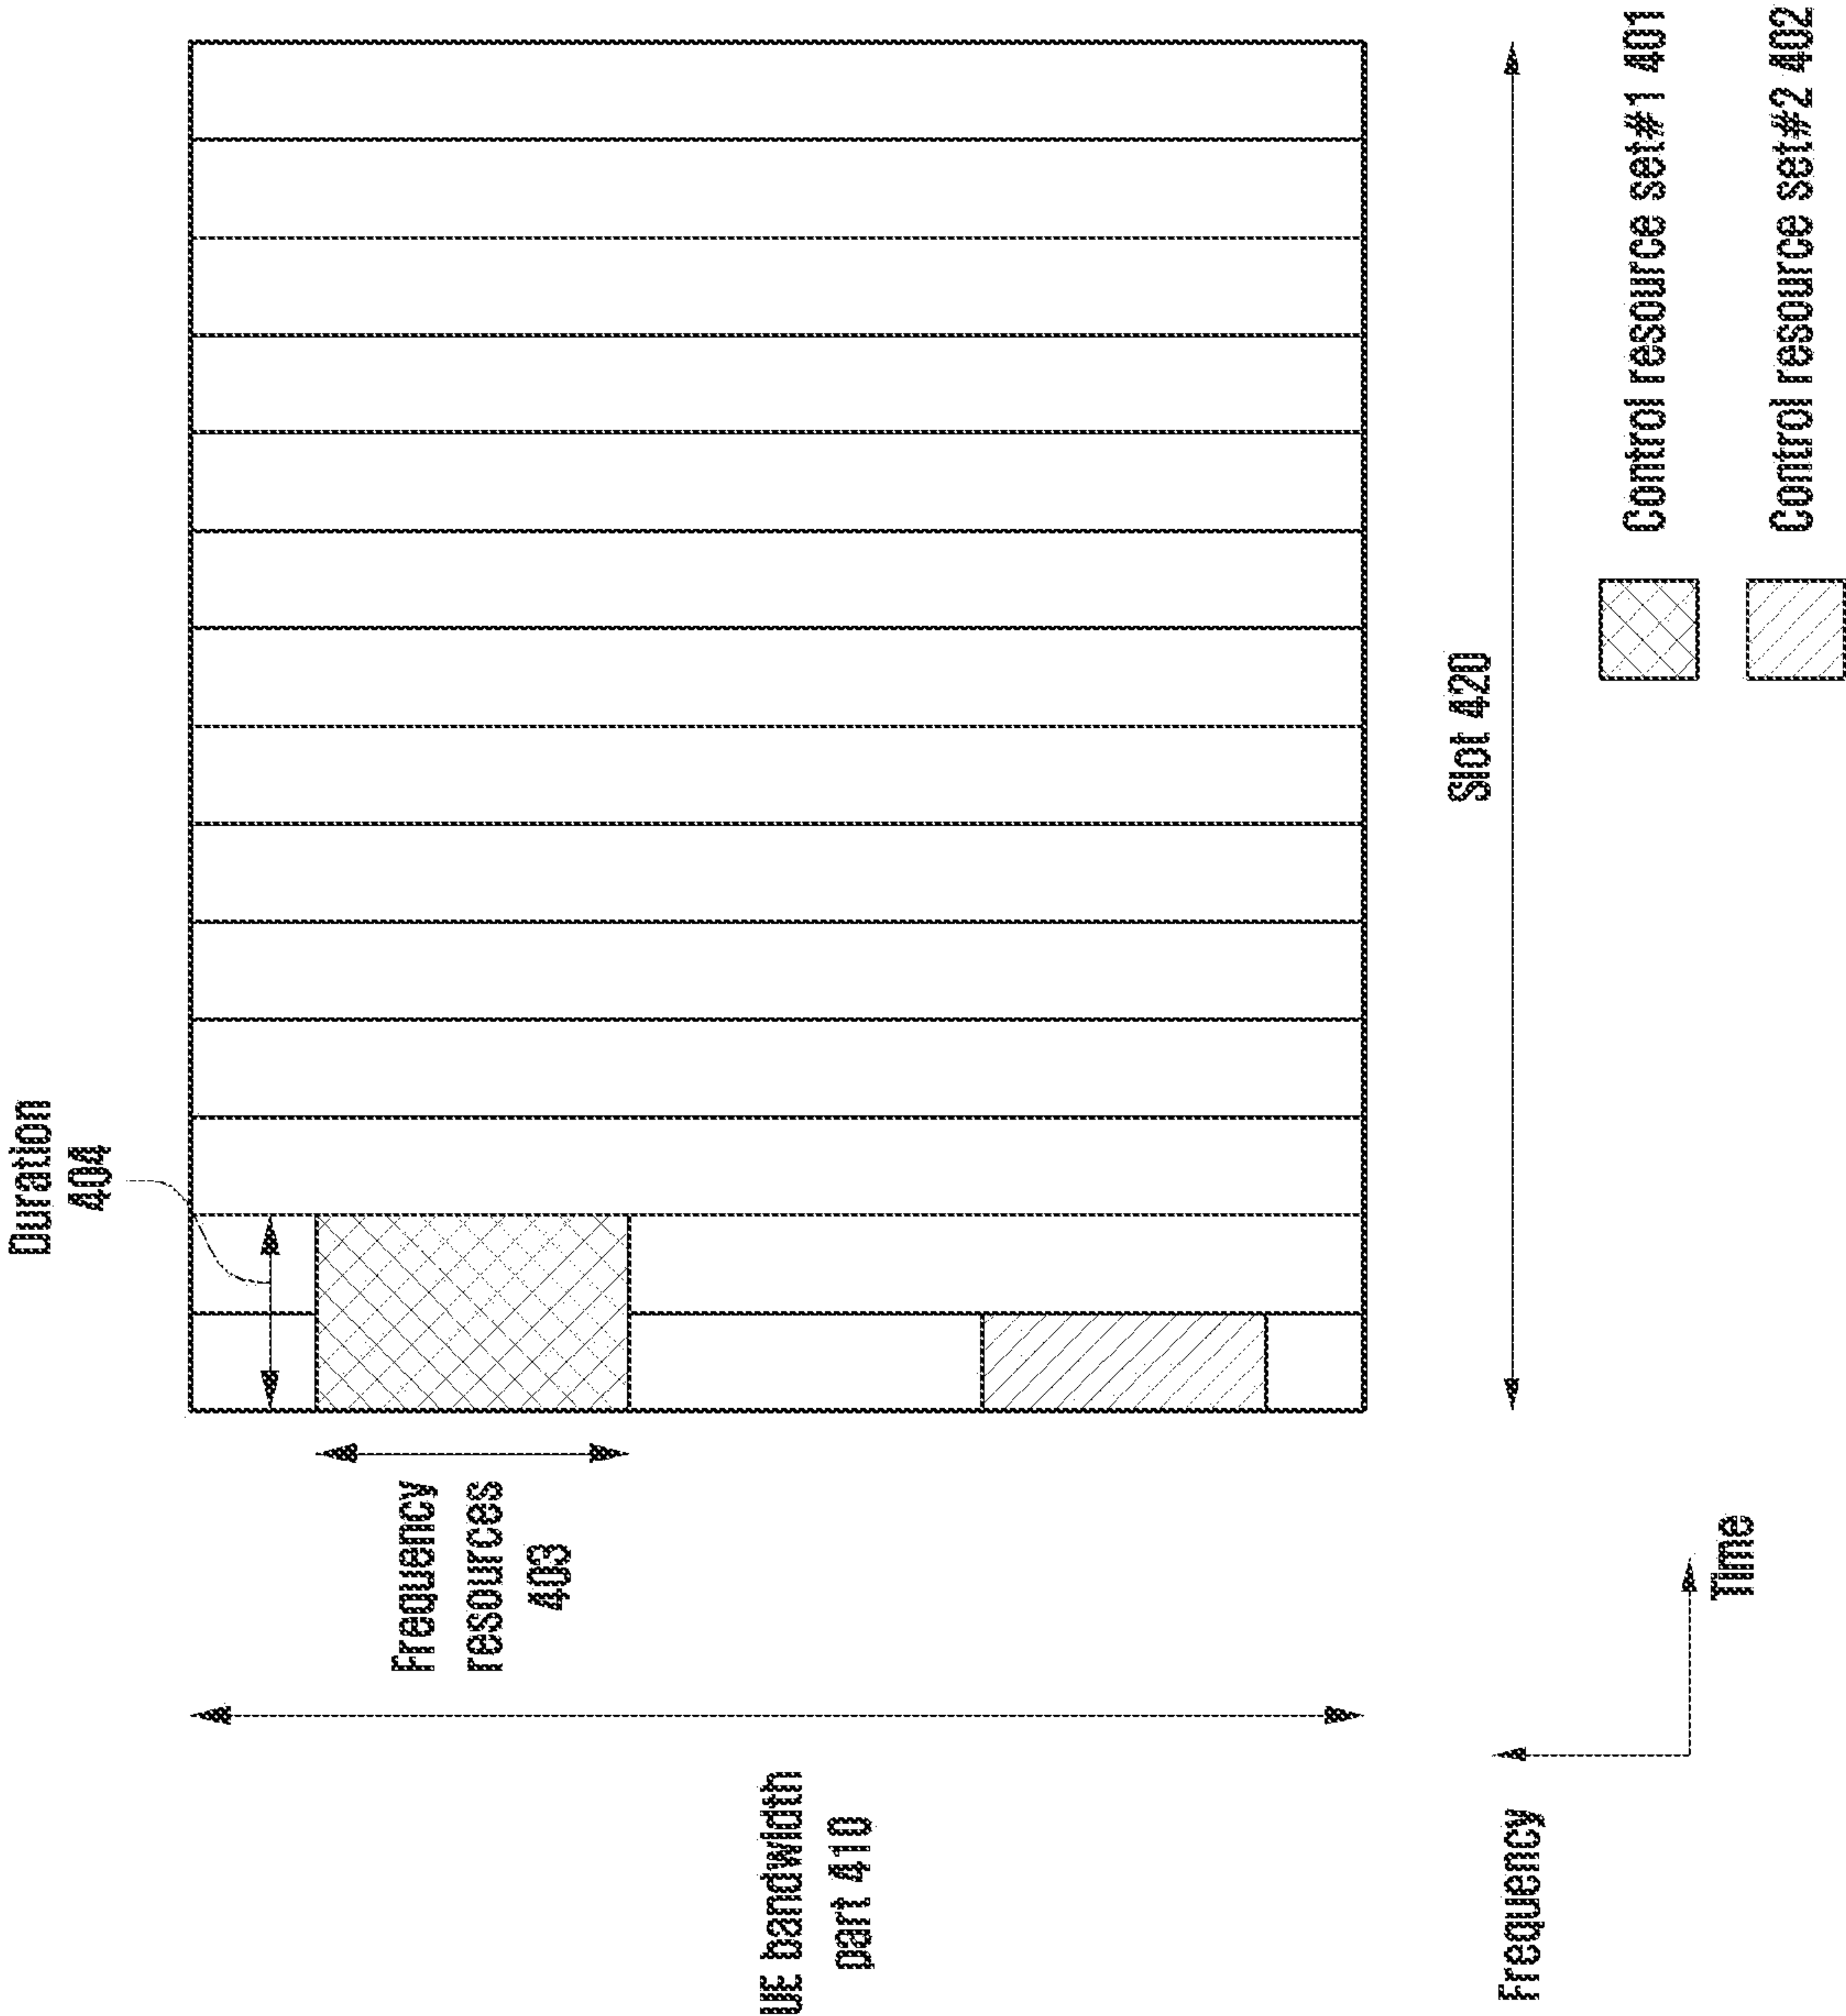 Duration
404
Frequency
resources
403
UE bandwidth
part 410
Slot 420
Frequency
Time
Control resource set#1 401
Control resource set#2 402